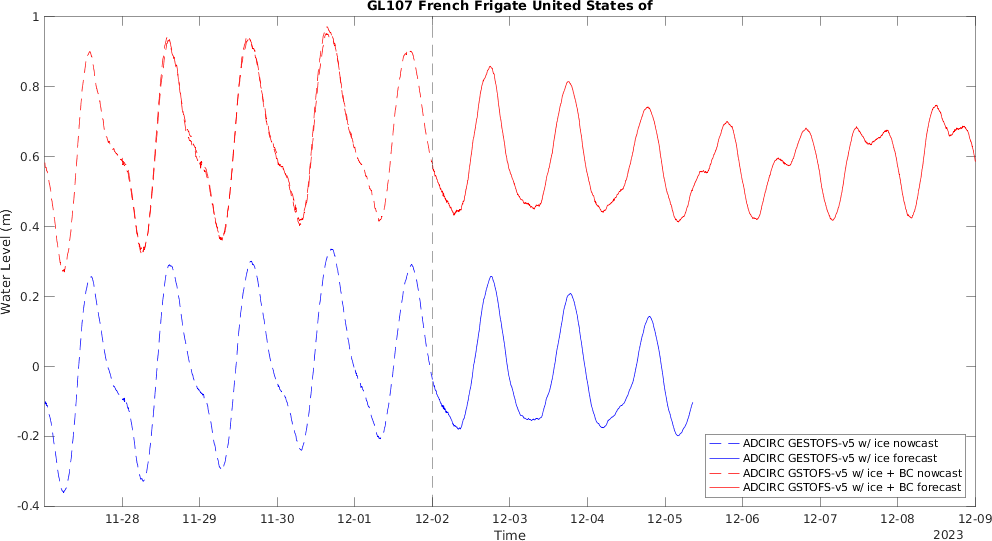 GL107 French Frigate United States of
Water Level (m)
1
0.8
0.6
0.4
0.2
0
-0.2
-0.4
ADCIRC GESTOFS-v5 w/ ice nowcast
ADCIRC GESTOFS-v5 w/ ice forecast
ADCIRC GSTOFS-v5 w/ ice + BC nowcast
ADCIRC GSTOFS-v5 w/ ice + BC forecast
11-28 11-29 11-30 12-01 12-02 12-03 12-04 12-05 12-06 12-07 12-08 12-09
Time
2023